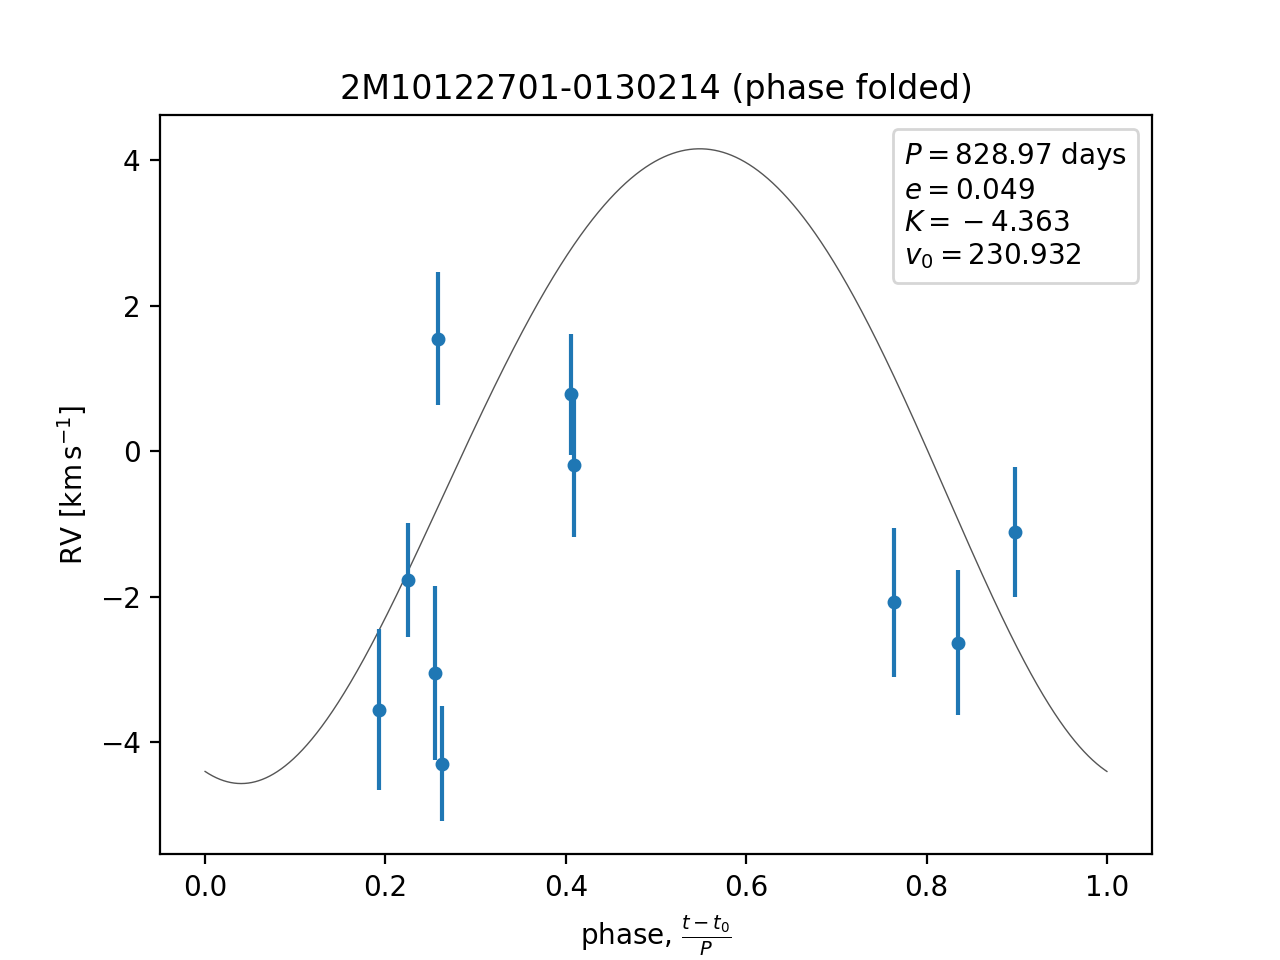 2M10122701-0130214 (phase folded)
P = 828.97 days
e = 0.049
K = −4.363
v₀ = 230.932
RV [km s⁻¹]
4
2
0
−2
−4
0.0 0.2 0.4 0.6 0.8 1.0
phase, (t − t₀)/P